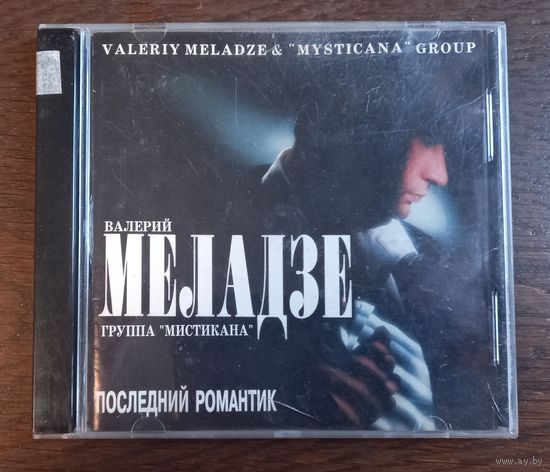 VALERIY MELADZE & "MYSTICANA" GROUP
ВАЛЕРИЙ
МЕЛАДЗЕ
ГРУППА "МИСТИКАНА"
ПОСЛЕДНИЙ РОМАНТИК
www.ay.by